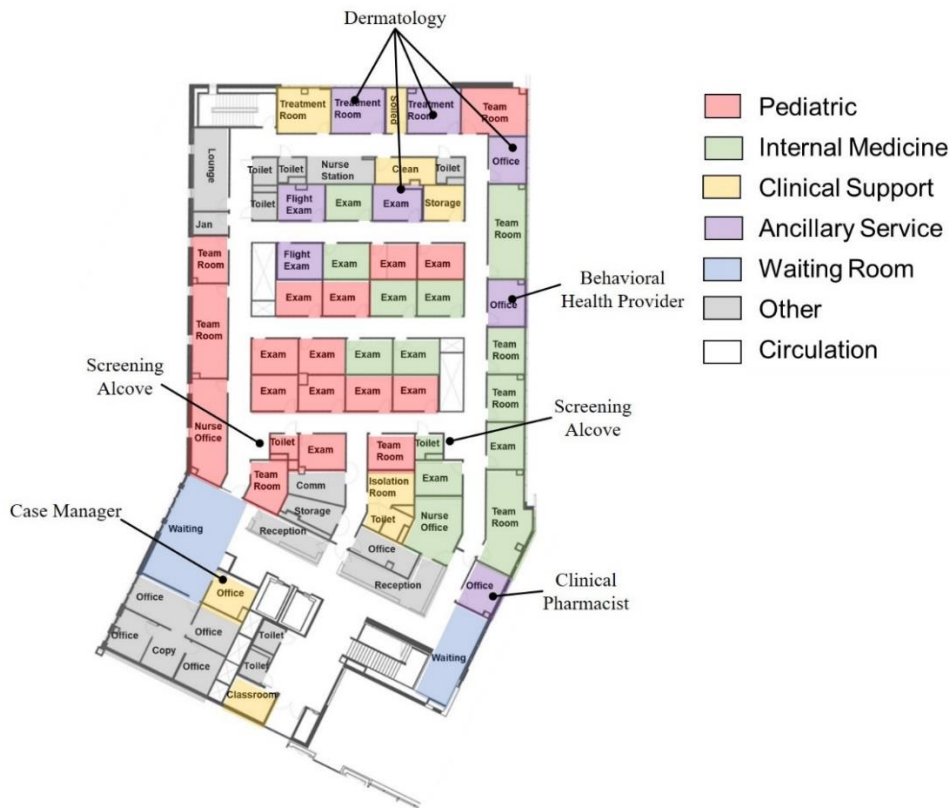 Dermatology
Treatment
Room
Treatment
Room
Soiled
Treatment
Room
Team
Room
Pediatric
Internal Medicine
Clinical Support
Ancillary Service
Waiting Room
Other
Circulation
Lounge
Toilet
Toilet
Nurse
Station
Clean
Toilet
Office
Toilet
Flight
Exam
Exam
Exam
Storage
Team
Room
Jan
Team
Room
Flight
Exam
Exam
Exam
Exam
Behavioral
Health Provider
Exam
Exam
Exam
Exam
Office
Team
Room
Screening
Alcove
Exam
Exam
Exam
Exam
Team
Room
Exam
Exam
Exam
Exam
Team
Room
Screening
Alcove
Nurse
Office
Toilet
Exam
Team
Room
Toilet
Exam
Team
Room
Comm
Isolation
Room
Exam
Storage
Toilet
Nurse
Office
Team
Room
Case Manager
Waiting
Reception
Office
Reception
Office
Clinical
Pharmacist
Office
Office
Office
Toilet
Office
Copy
Office
Toilet
Waiting
Classroom